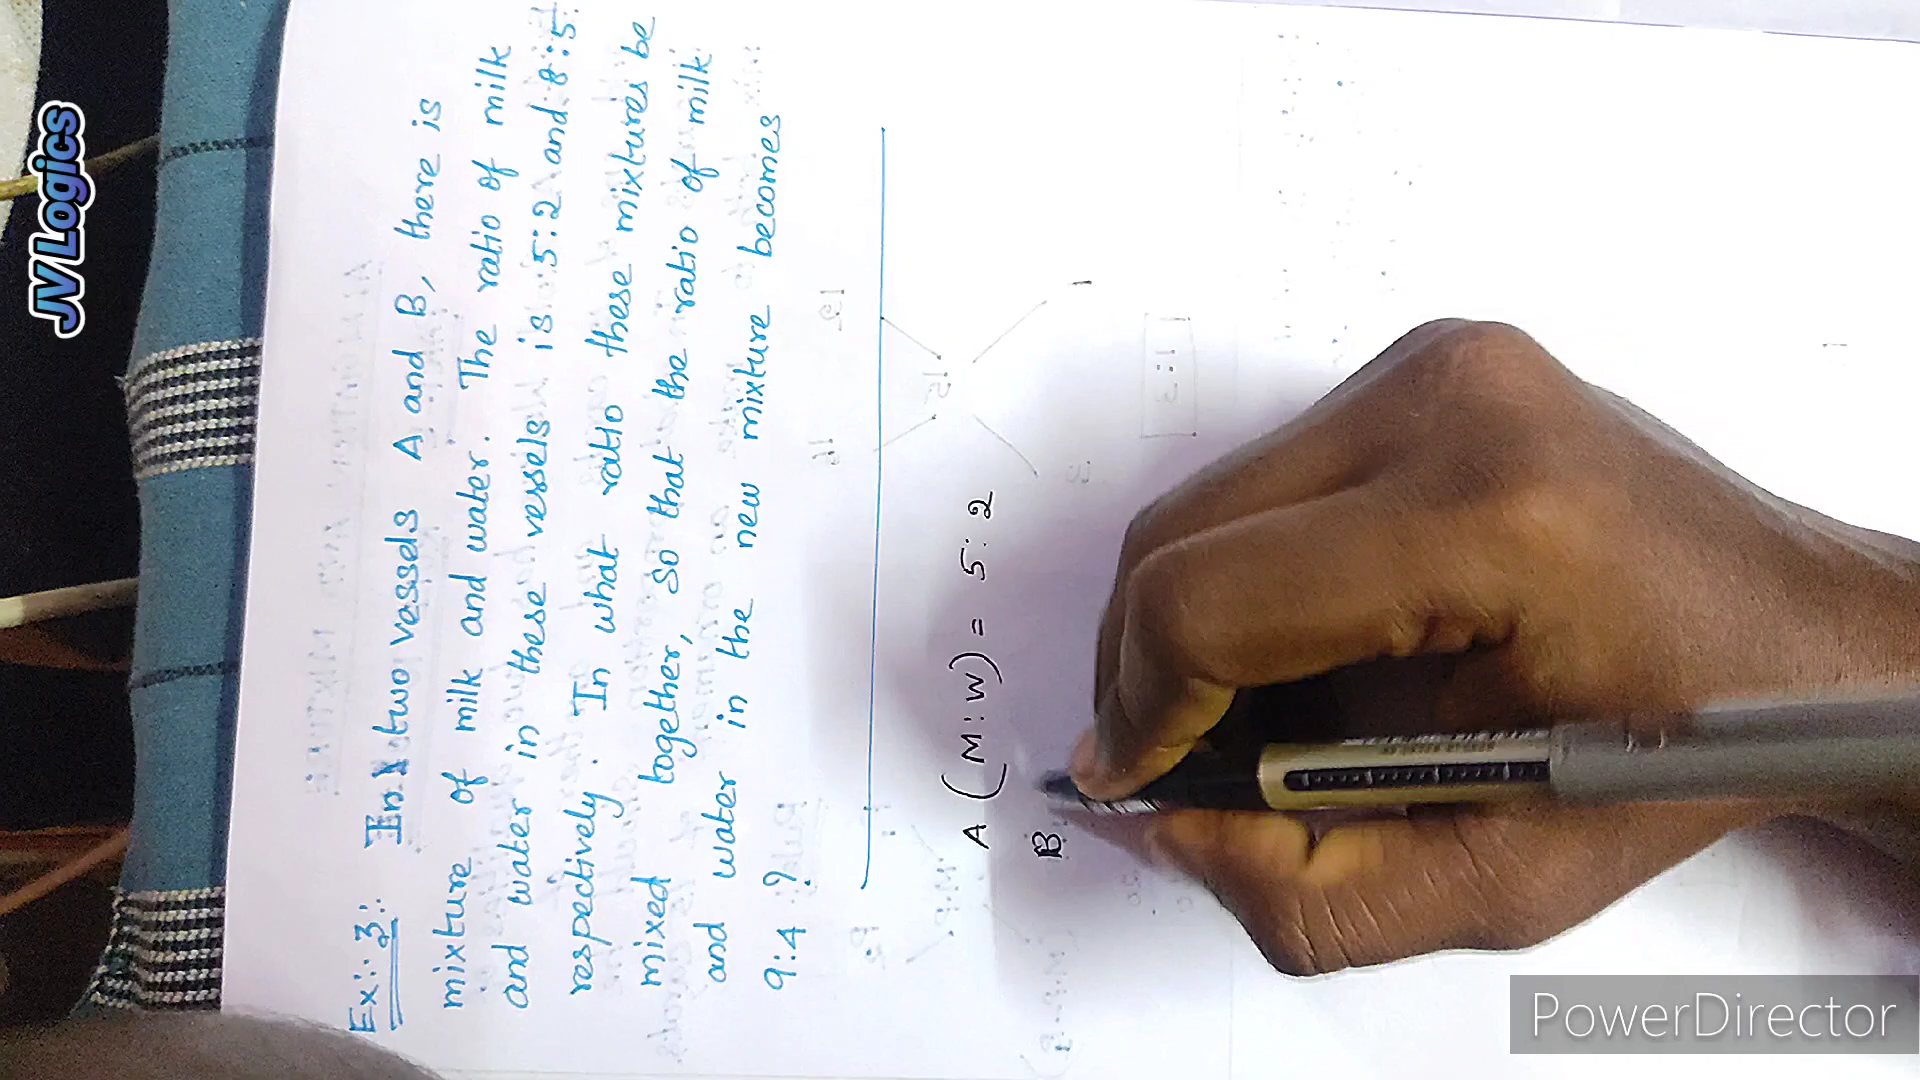 JV Logics
Ex:- 3:- In two vessels A and B, there is
mixture of milk and water. The ratio of milk
and water in these vessels is 5:2 and 8:5
respectively. In what ratio these mixtures be
mixed together, so that the ratio of milk
and water in the new mixture becomes
9:4 ?
A (M:W) = 5:2
B
PowerDirector